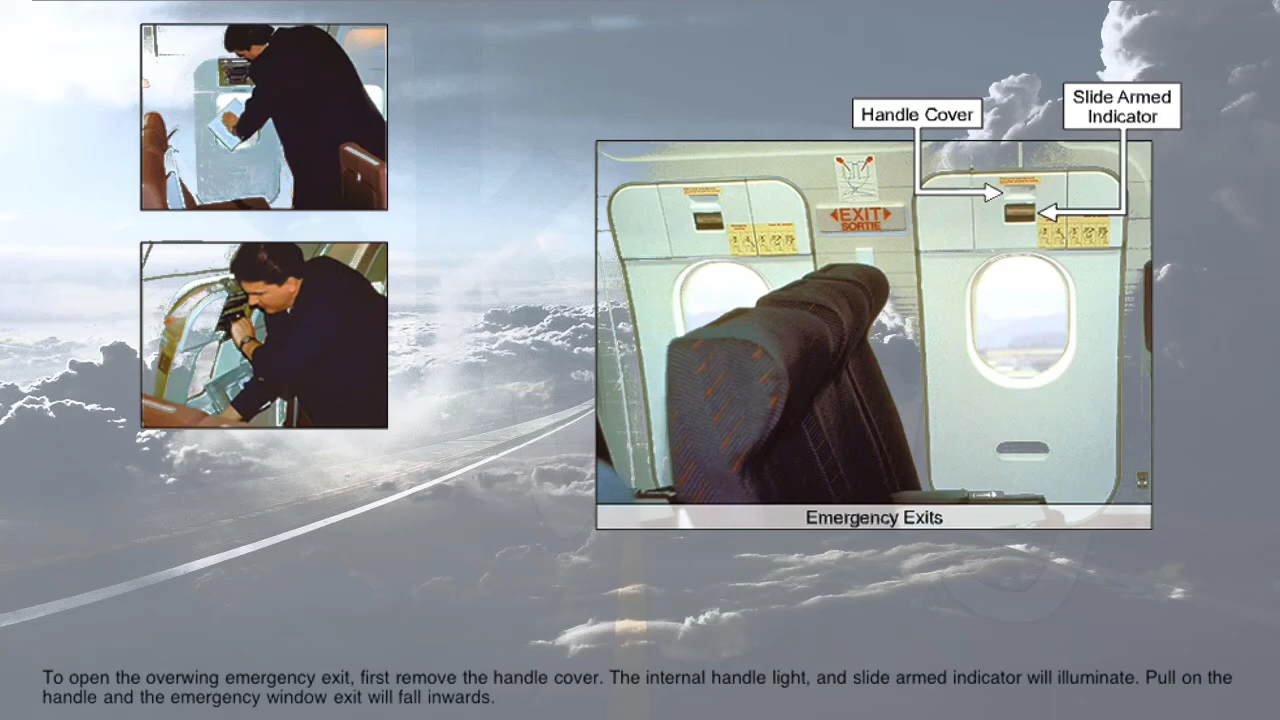 Handle Cover
Slide Armed
Indicator
EXIT
SORTIE
Emergency Exits
To open the overwing emergency exit, first remove the handle cover. The internal handle light, and slide armed indicator will illuminate. Pull on the
handle and the emergency window exit will fall inwards.